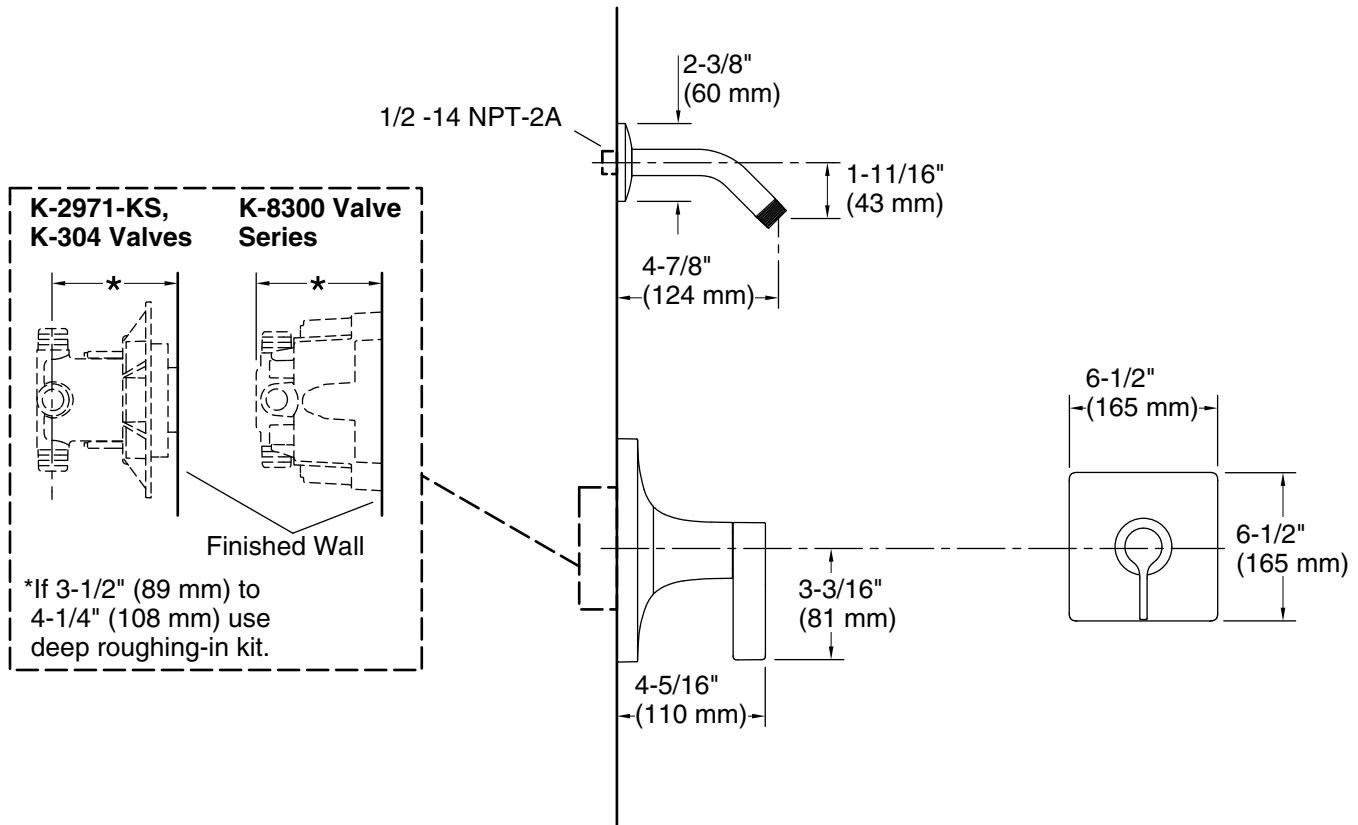 2-3/8"
(60 mm)
1/2 -14 NPT-2A
1-11/16"
(43 mm)
4-7/8"
(124 mm)
K-2971-KS,
K-304 Valves
K-8300 Valve
Series
*
*
Finished Wall
*If 3-1/2" (89 mm) to
4-1/4" (108 mm) use
deep roughing-in kit.
3-3/16"
(81 mm)
4-5/16"
(110 mm)
6-1/2"
(165 mm)
6-1/2"
(165 mm)